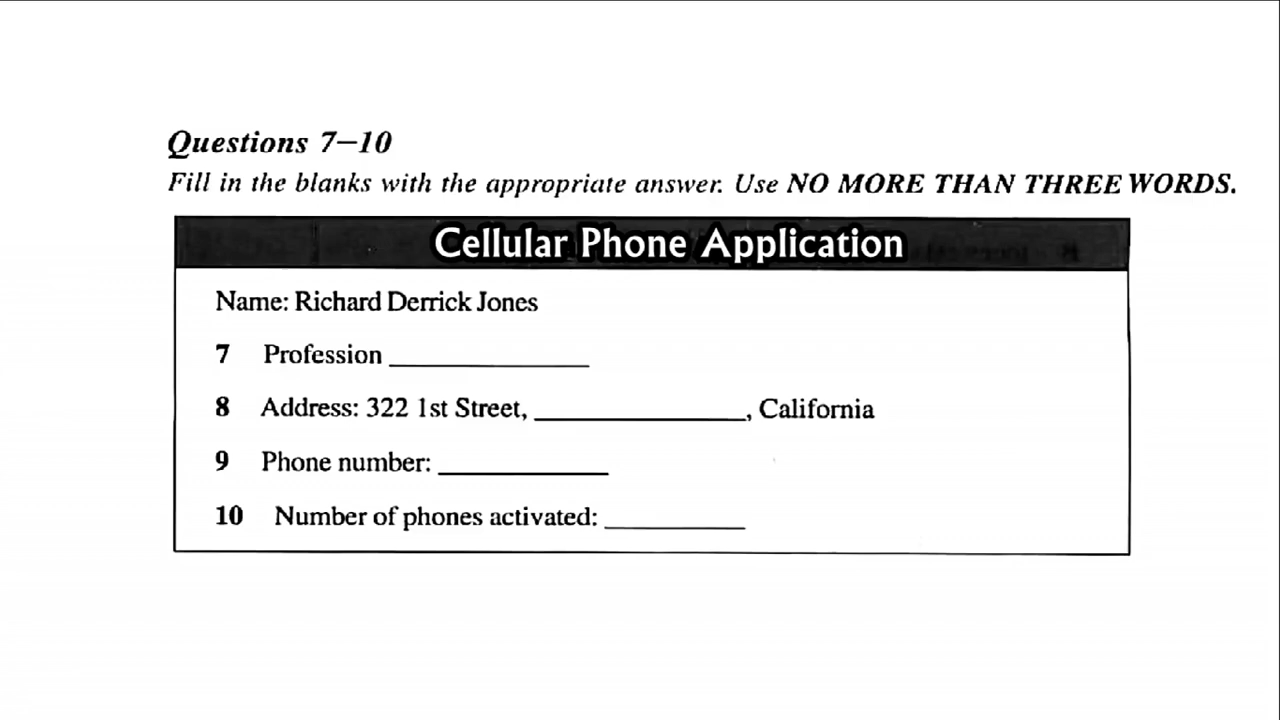 Questions 7–10
Fill in the blanks with the appropriate answer. Use NO MORE THAN THREE WORDS.
Cellular Phone Application
Name: Richard Derrick Jones
7 Profession ______________
8 Address: 322 1st Street, _______________, California
9 Phone number: ____________
10 Number of phones activated: __________